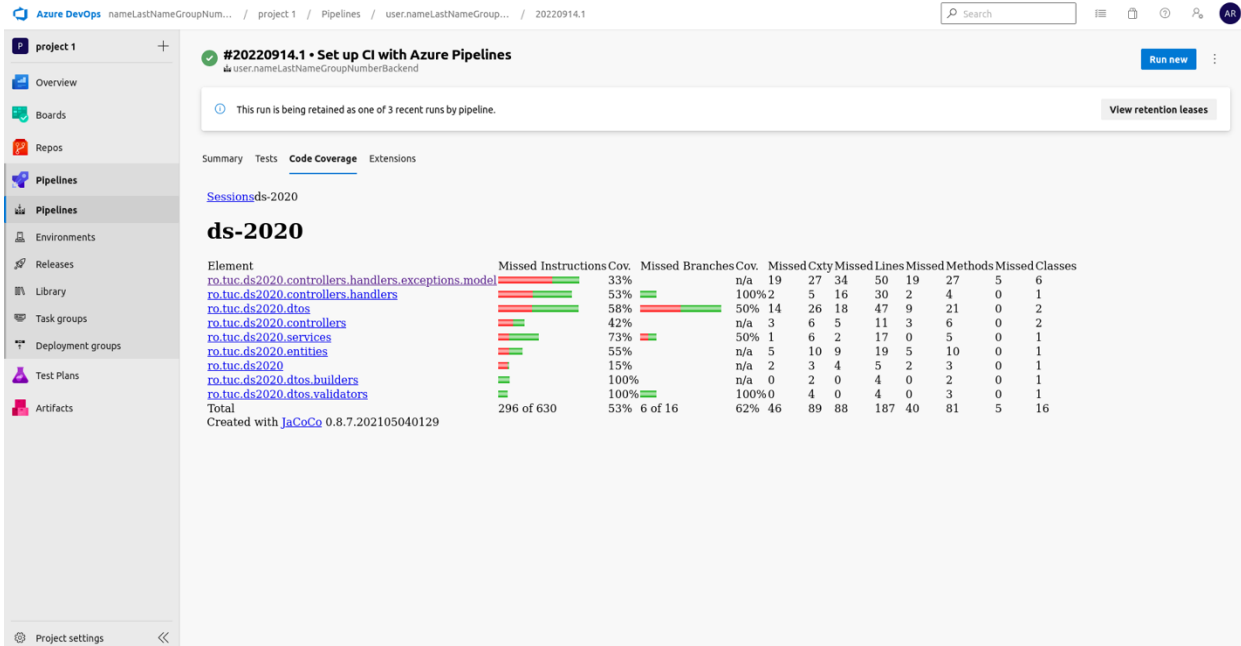 Azure DevOps nameLastNameGroupNum... / project 1 / Pipelines / user.nameLastNameGroup... / 20220914.1
Search
AR
P project 1
Overview
Boards
Repos
Pipelines
Pipelines
Environments
Releases
Library
Task groups
Deployment groups
Test Plans
Artifacts
Project settings
#20220914.1 • Set up CI with Azure Pipelines
user.nameLastNameGroupNumberBackend
Run new
This run is being retained as one of 3 recent runs by pipeline.
View retention leases
Summary Tests Code Coverage Extensions
Sessionsds-2020
ds-2020
Element Missed Instructions Cov. Missed Branches Cov. Missed Cxty Missed Lines Missed Methods Missed Classes
ro.tuc.ds2020.controllers.handlers.exceptions.model 33% n/a 19 27 34 50 19 27 5 6
ro.tuc.ds2020.controllers.handlers 53% 100% 2 5 16 30 2 4 0 1
ro.tuc.ds2020.dtos 58% 50% 14 26 18 47 9 21 0 2
ro.tuc.ds2020.controllers 42% n/a 3 6 5 11 3 6 0 2
ro.tuc.ds2020.services 73% 50% 1 6 2 17 0 5 0 1
ro.tuc.ds2020.entities 55% n/a 5 10 9 19 5 10 0 1
ro.tuc.ds2020 15% n/a 2 3 4 5 2 3 0 1
ro.tuc.ds2020.dtos.builders 100% n/a 0 2 0 4 0 2 0 1
ro.tuc.ds2020.dtos.validators 100% 100% 0 4 0 4 0 3 0 1
Total 296 of 630 53% 6 of 16 62% 46 89 88 187 40 81 5 16
Created with JaCoCo 0.8.7.202105040129